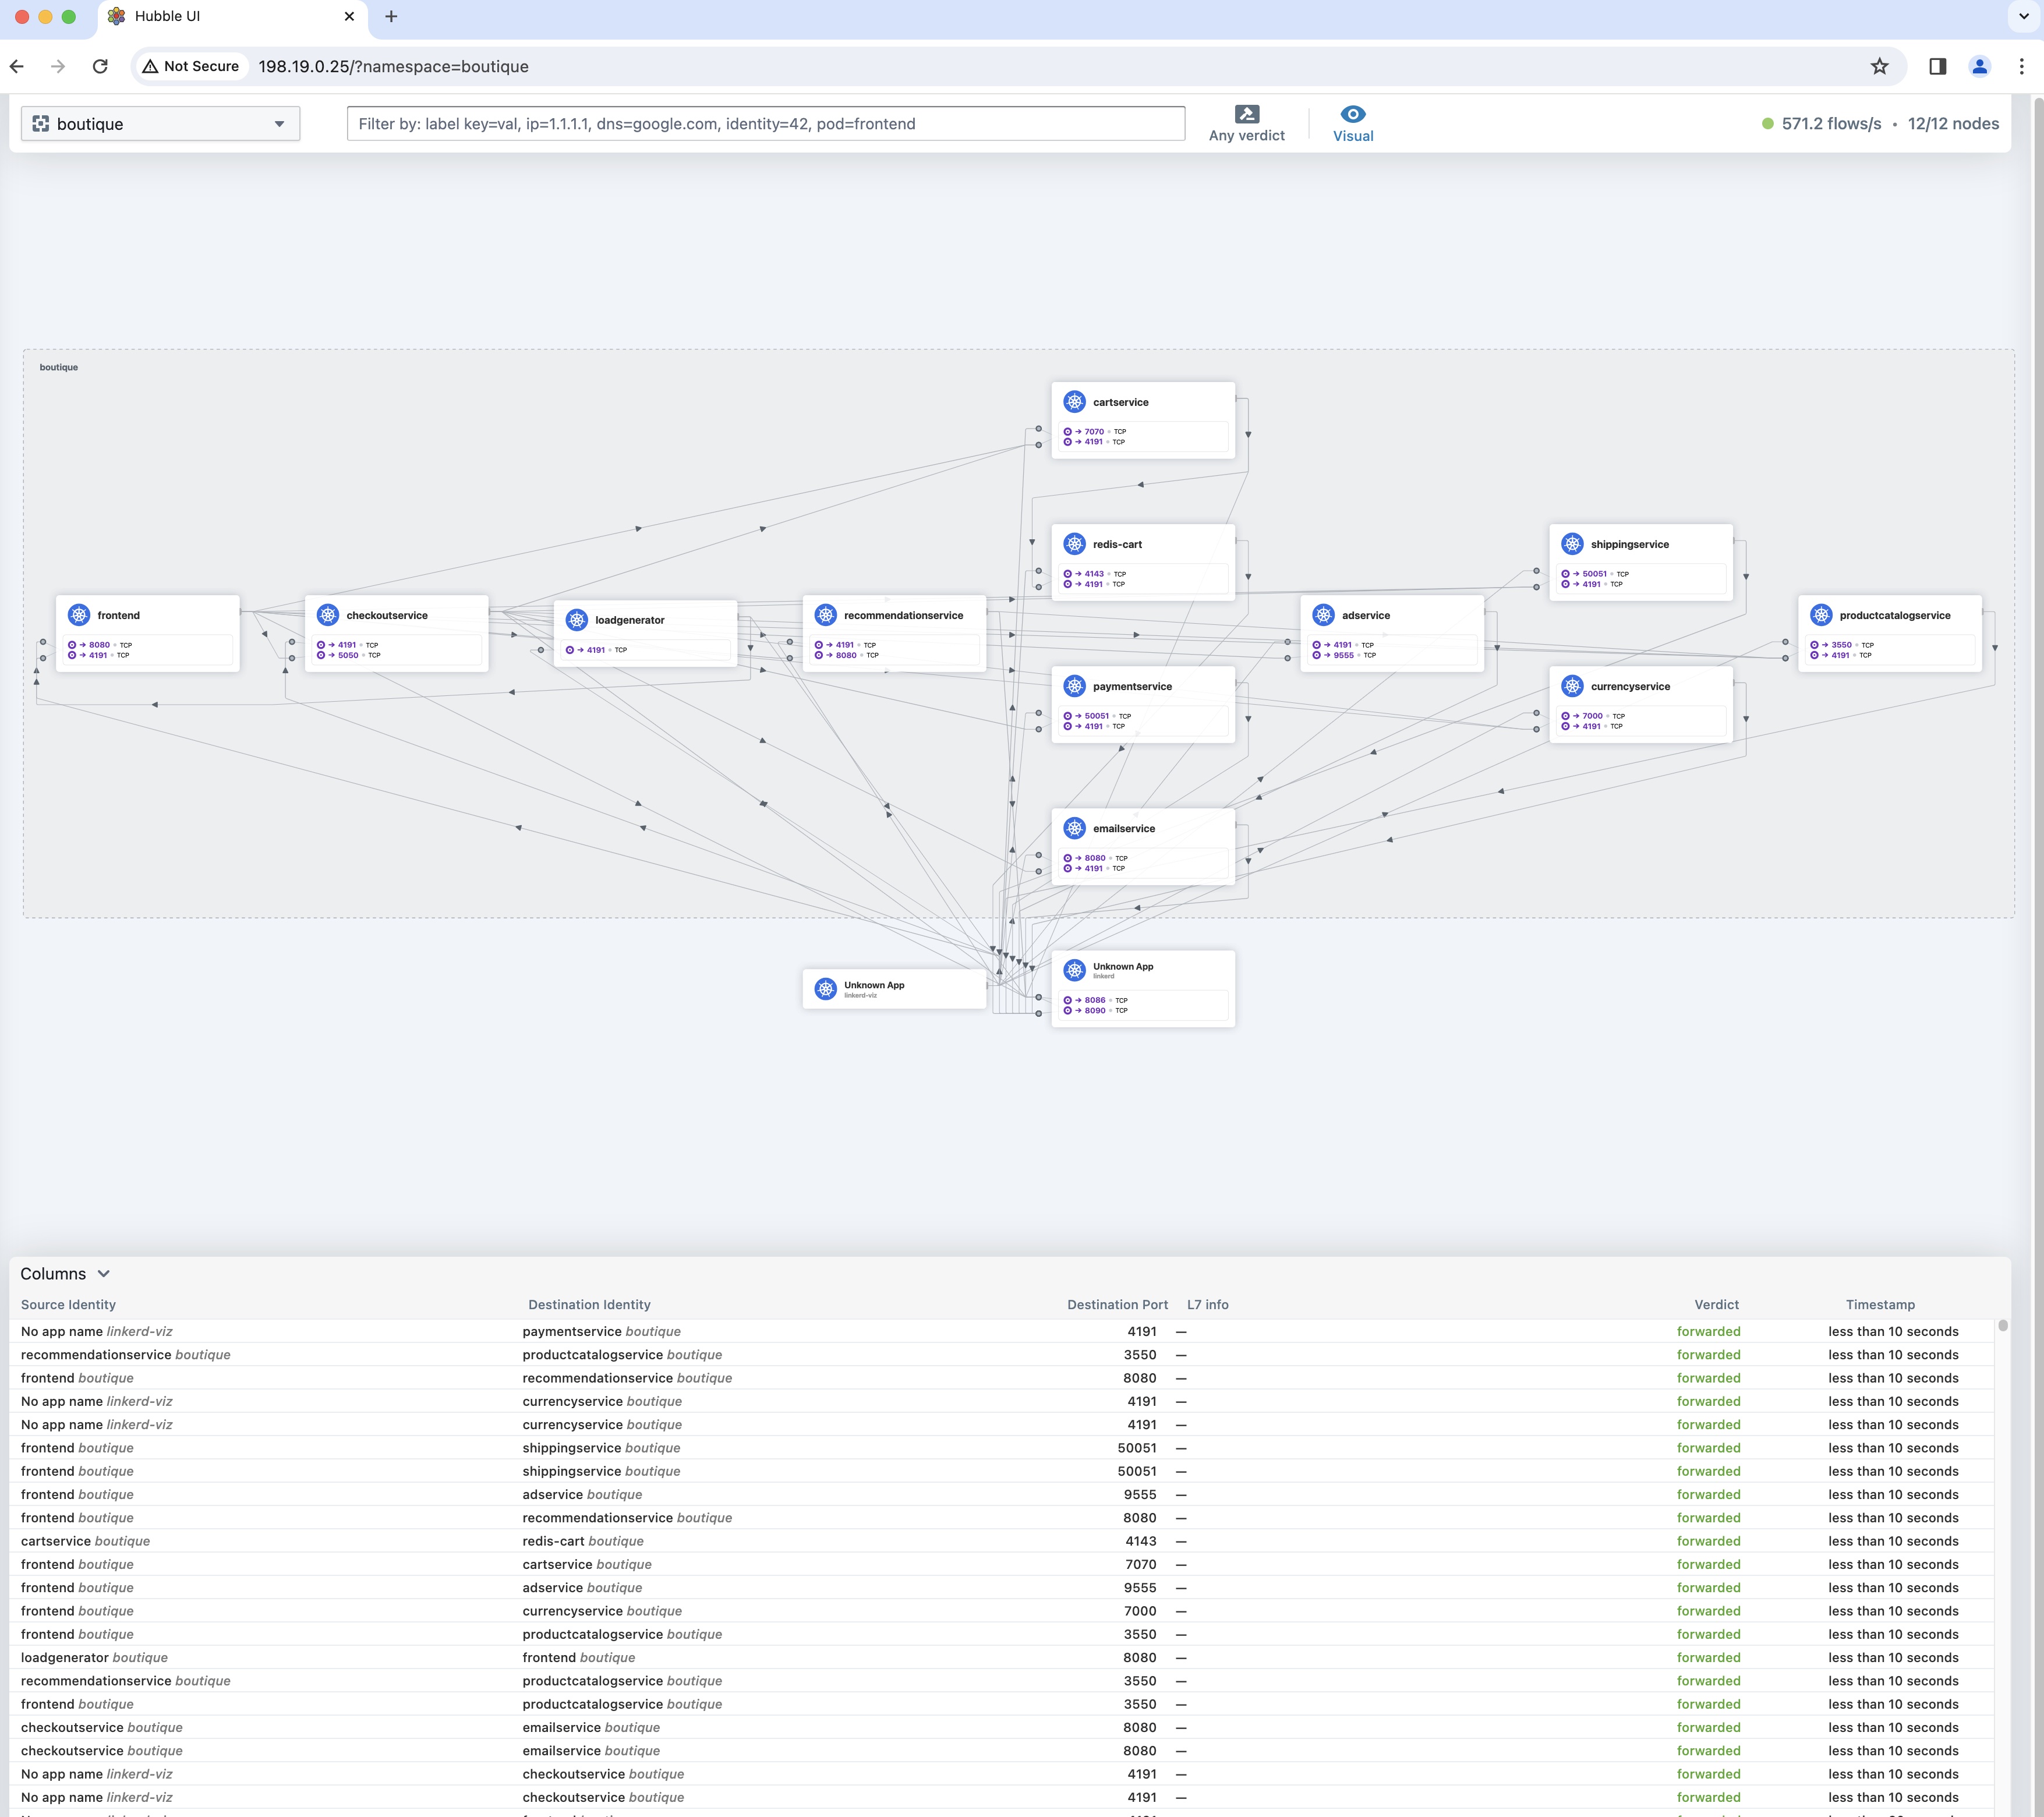 Hubble UI
Not Secure 198.19.0.25/?namespace=boutique
boutique
Filter by: label key=val, ip=1.1.1.1, dns=google.com, identity=42, pod=frontend
Any verdict
Visual
571.2 flows/s • 12/12 nodes
boutique
cartservice
→ 7070 • TCP
→ 4191 • TCP
redis-cart
→ 4143 • TCP
→ 4191 • TCP
shippingservice
→ 50051 • TCP
→ 4191 • TCP
frontend
→ 8080 • TCP
→ 4191 • TCP
checkoutservice
→ 4191 • TCP
→ 5050 • TCP
loadgenerator
→ 4191 • TCP
recommendationservice
→ 4191 • TCP
→ 8080 • TCP
adservice
→ 4191 • TCP
→ 9555 • TCP
productcatalogservice
→ 3550 • TCP
→ 4191 • TCP
paymentservice
→ 50051 • TCP
→ 4191 • TCP
currencyservice
→ 7000 • TCP
→ 4191 • TCP
emailservice
→ 8080 • TCP
→ 4191 • TCP
Unknown App
linkerd-viz
Unknown App
linkerd
→ 8086 • TCP
→ 8090 • TCP
Columns
Source Identity Destination Identity Destination Port L7 info Verdict Timestamp
No app name linkerd-viz paymentservice boutique 4191 — forwarded less than 10 seconds
recommendationservice boutique productcatalogservice boutique 3550 — forwarded less than 10 seconds
frontend boutique recommendationservice boutique 8080 — forwarded less than 10 seconds
No app name linkerd-viz currencyservice boutique 4191 — forwarded less than 10 seconds
No app name linkerd-viz currencyservice boutique 4191 — forwarded less than 10 seconds
frontend boutique shippingservice boutique 50051 — forwarded less than 10 seconds
frontend boutique shippingservice boutique 50051 — forwarded less than 10 seconds
frontend boutique adservice boutique 9555 — forwarded less than 10 seconds
frontend boutique recommendationservice boutique 8080 — forwarded less than 10 seconds
cartservice boutique redis-cart boutique 4143 — forwarded less than 10 seconds
frontend boutique cartservice boutique 7070 — forwarded less than 10 seconds
frontend boutique adservice boutique 9555 — forwarded less than 10 seconds
frontend boutique currencyservice boutique 7000 — forwarded less than 10 seconds
frontend boutique productcatalogservice boutique 3550 — forwarded less than 10 seconds
loadgenerator boutique frontend boutique 8080 — forwarded less than 10 seconds
recommendationservice boutique productcatalogservice boutique 3550 — forwarded less than 10 seconds
frontend boutique productcatalogservice boutique 3550 — forwarded less than 10 seconds
checkoutservice boutique emailservice boutique 8080 — forwarded less than 10 seconds
checkoutservice boutique emailservice boutique 8080 — forwarded less than 10 seconds
No app name linkerd-viz checkoutservice boutique 4191 — forwarded less than 10 seconds
No app name linkerd-viz checkoutservice boutique 4191 — forwarded less than 10 seconds